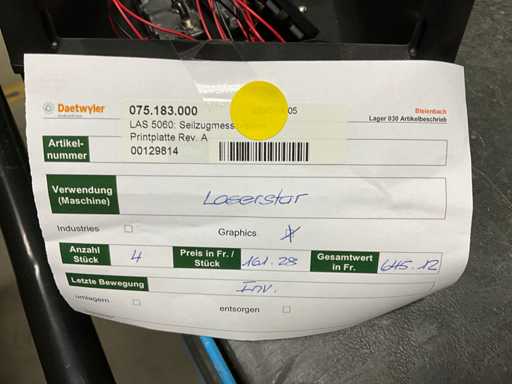 Daetwyler
Industries
Bleienbach
Lager 030 Artikelbeschrieb
075.183.000
05
LAS 5060: Seilzugmess
Printplatte Rev. A
00129814
Artikel-
nummer
Verwendung
(Maschine)
Laserstar
Industries
Graphics
Anzahl
Stück
4
Preis in Fr. /
Stück
161.28
Gesamtwert
in Fr.
645.12
Letzte Bewegung
Inv.
umlagern
entsorgen